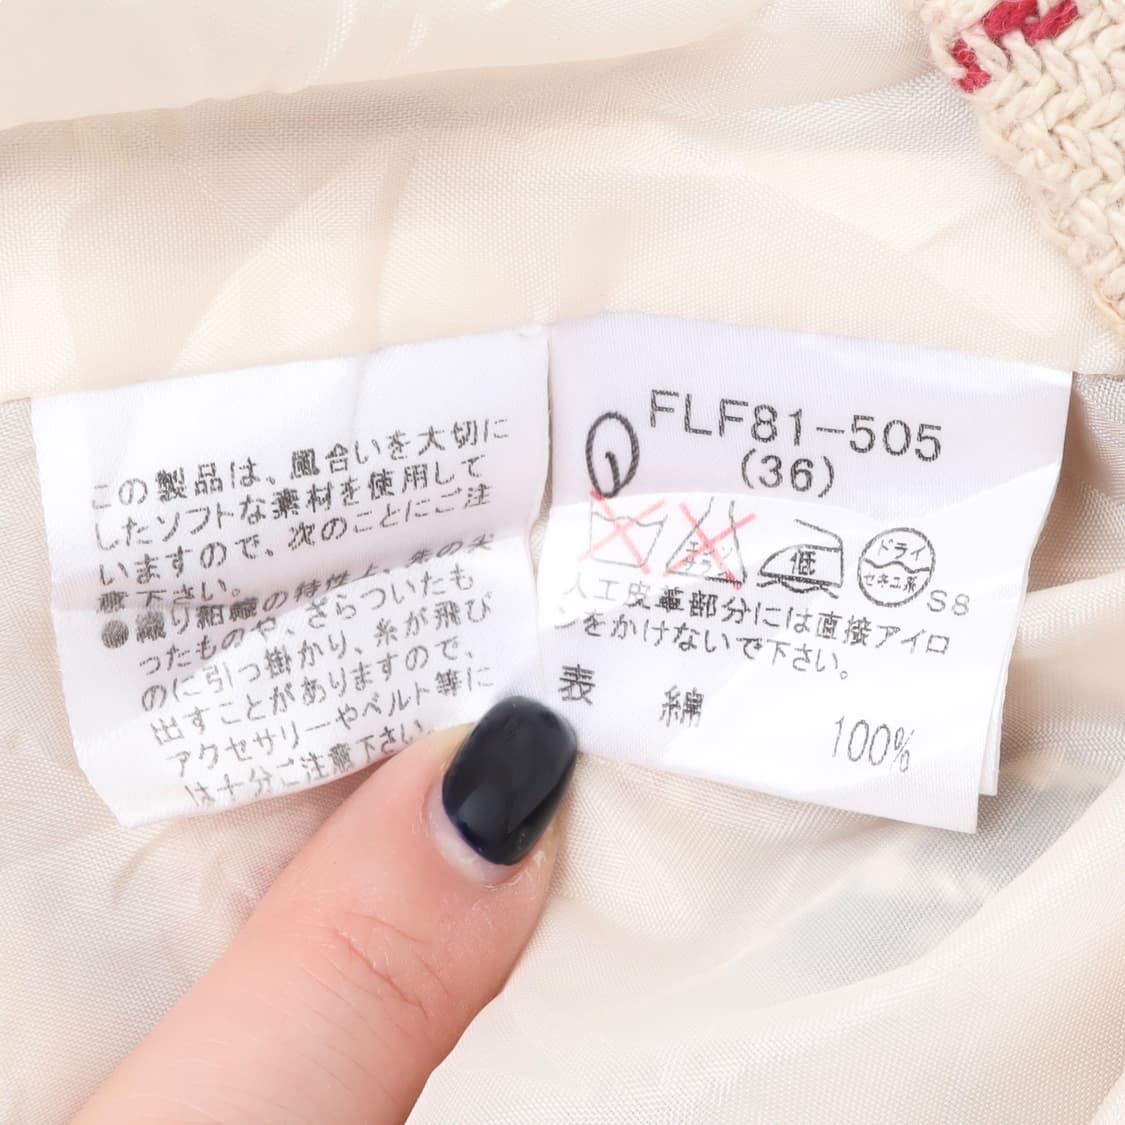 この製品は、風合いを大切に
したソフトな素材を使用して
いますので、次のことにご注
意下さい。
●織り組織の特性上、先の尖
ったものや、ざらついたも
のに引っ掛かり、糸が飛び
出すことがありますので、
アクセサリーやベルト等に
は十分ご注意下さい。
FLF81-505
(36)
エンソ
サラシ
低
ドライ
セキユ系
S8
人工皮革部分には直接アイロ
ンをかけないで下さい。
表 綿 100%